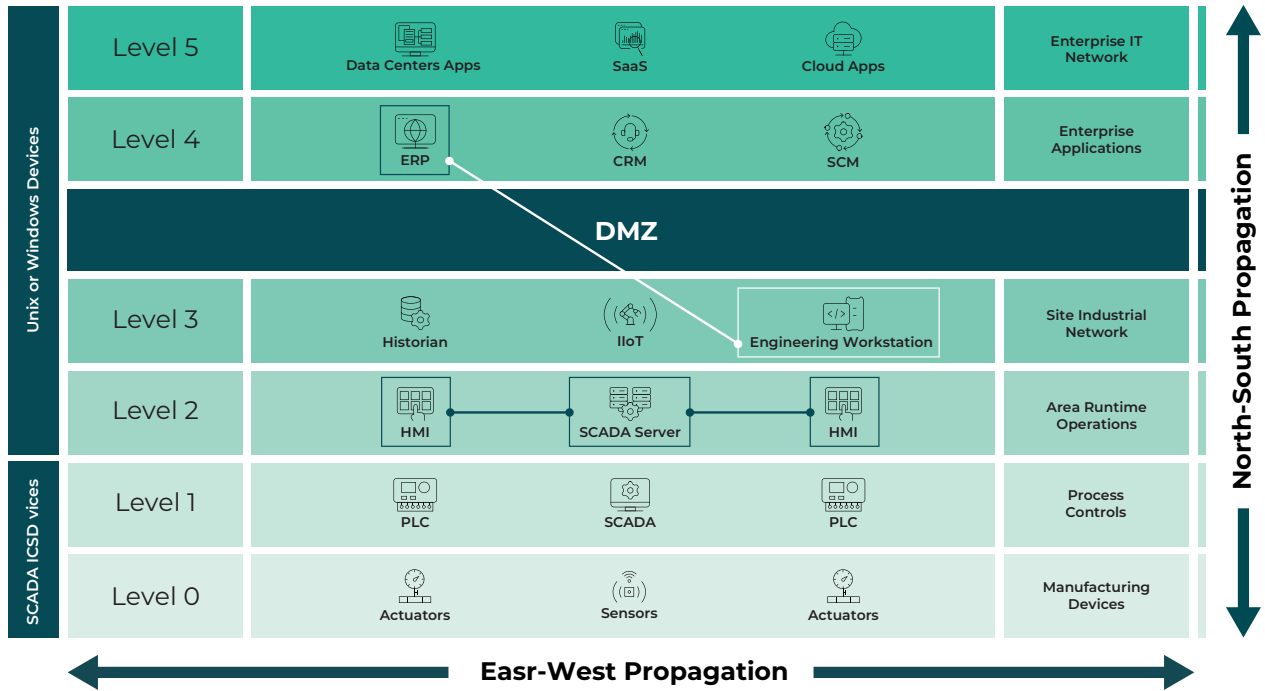 Unix or Windows Devices
SCADA ICSD vices
Level 5
Data Centers Apps
SaaS
Cloud Apps
Enterprise IT
Network
Level 4
ERP
CRM
SCM
Enterprise
Applications
DMZ
Level 3
Historian
IIoT
Engineering Workstation
Site Industrial
Network
Level 2
HMI
SCADA Server
HMI
Area Runtime
Operations
Level 1
PLC
SCADA
PLC
Process
Controls
Level 0
Actuators
Sensors
Actuators
Manufacturing
Devices
North-South Propagation
Easr-West Propagation